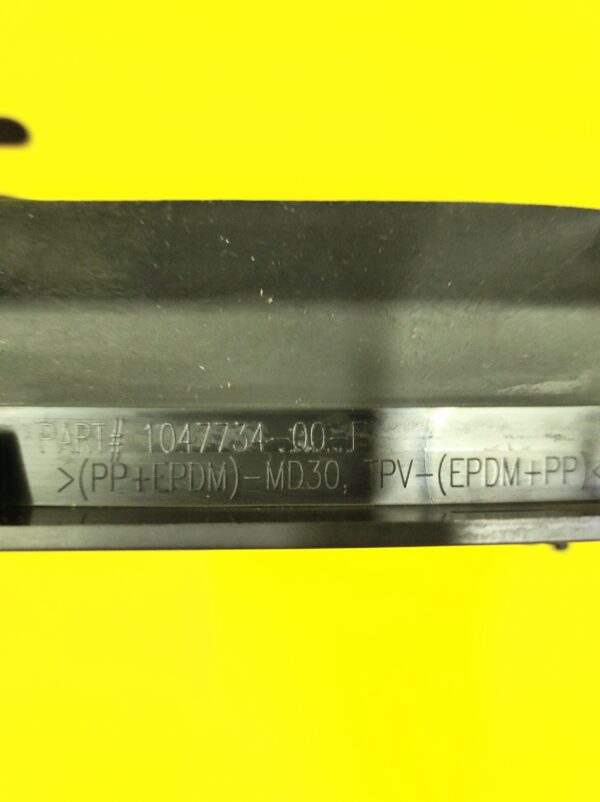 PART# 1047734-00-F
>(PP+EPDM)-MD30, TPV-(EPDM+PP)<